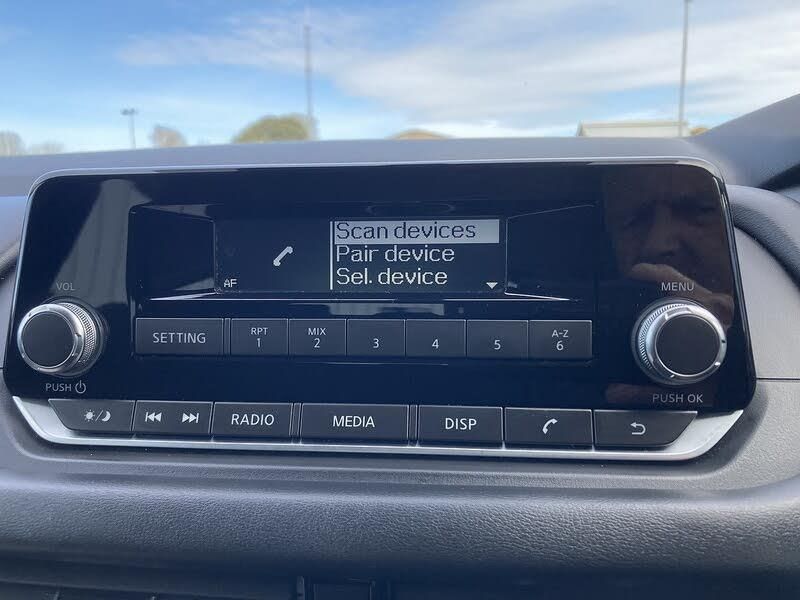 Scan devices
Pair device
Sel. device
AF
VOL
MENU
SETTING
RPT
1
MIX
2
3
4
5
A-Z
6
PUSH
PUSH OK
RADIO
MEDIA
DISP